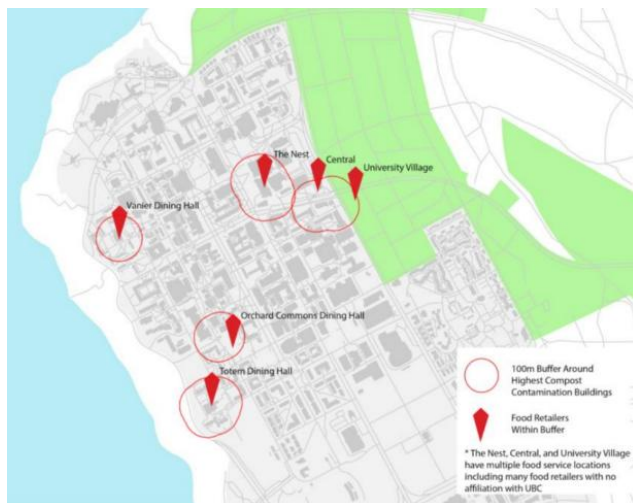 The Nest
Central
University Village
Vanier Dining Hall
Orchard Commons Dining Hall
Totem Dining Hall
100m Buffer Around
Highest Compost
Contamination Buildings
Food Retailers
Within Buffer
* The Nest, Central, and University Village
have multiple food service locations
including many food retailers with no
affiliation with UBC